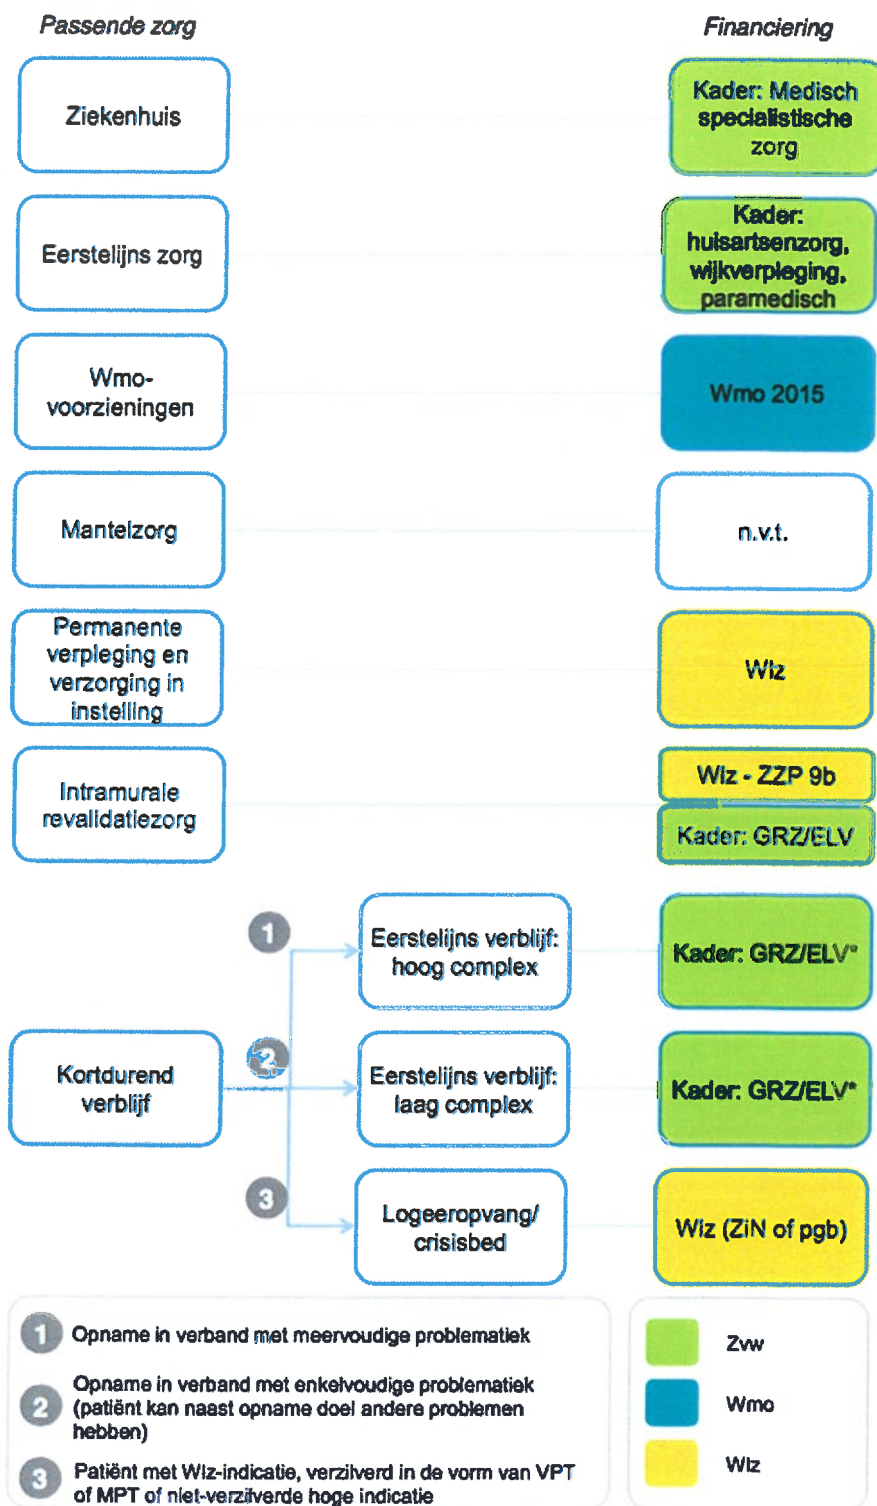 Passende zorg
Financiering
Ziekenhuis
Kader: Medisch
specialistische
zorg
Eerstelijns zorg
Kader:
huisartsenzorg,
wijkverpleging,
paramedisch
Wmo-
voorzieningen
Wmo 2015
Mantelzorg
n.v.t.
Permanente
verpleging en
verzorging in
instelling
Wlz
Intramurale
revalidatiezorg
Wlz - ZZP 9b
Kader: GRZ/ELV
Kortdurend
verblijf
1
Eerstelijns verblijf:
hoog complex
Kader: GRZ/ELV*
2
Eerstelijns verblijf:
laag complex
Kader: GRZ/ELV*
3
Logeeropvang/
crisisbed
Wlz (ZiN of pgb)
1 Opname in verband met meervoudige problematiek
2 Opname in verband met enkelvoudige problematiek
(patiënt kan naast opname doel andere problemen
hebben)
3 Patiënt met Wlz-indicatie, verzilverd in de vorm van VPT
of MPT of niet-verzilverde hoge indicatie
Zvw
Wmo
Wlz